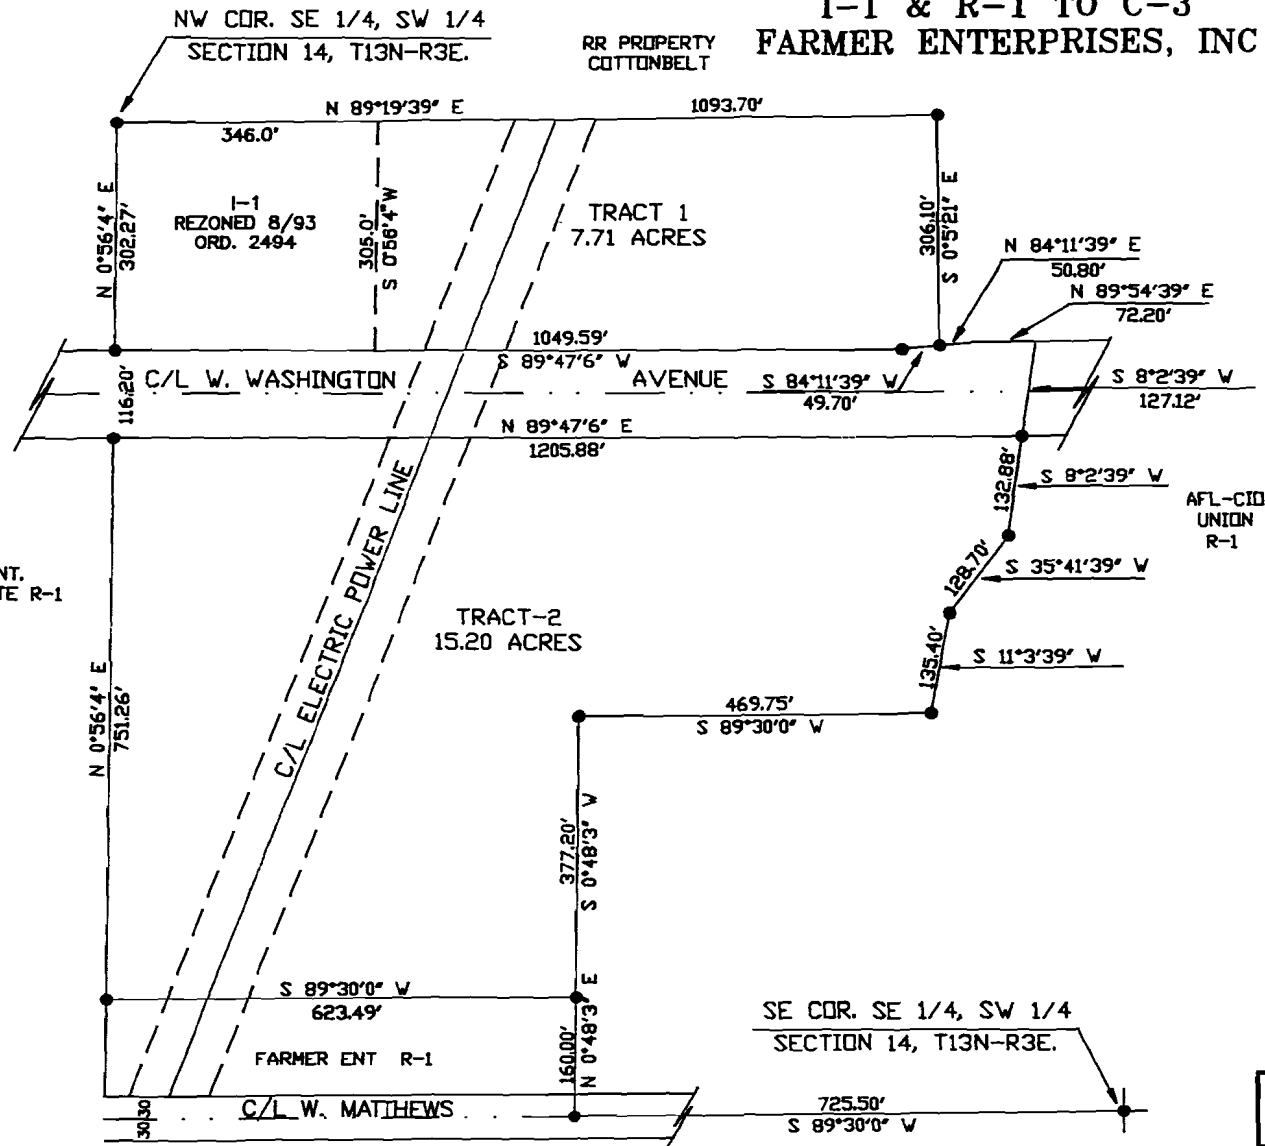 I-1 & R-1 TO C-3
FARMER ENTERPRISES, INC
NW COR. SE 1/4, SW 1/4
SECTION 14, T13N-R3E.
RR PROPERTY
COTTONBELT
N 89°19'39" E
1093.70'
346.0'
N 0°56'4" E
302.27'
I-1
REZONED 8/93
ORD. 2494
305.0'
S 0°56'4" W
TRACT 1
7.71 ACRES
306.10'
S 0°5'21" E
N 84°11'39" E
50.80'
N 89°54'39" E
72.20'
1049.59'
S 89°47'6" W
C/L W. WASHINGTON AVENUE
116.20'
S 84°11'39" W
49.70'
S 8°2'39" W
127.12'
N 89°47'6" E
1205.88'
132.88'
S 8°2'39" W
AFL-CIO
UNION
R-1
128.70'
S 35°41'39" W
NT.
TE R-1
C/L ELECTRIC POWER LINE
TRACT-2
15.20 ACRES
135.40'
S 11°3'39" W
N 0°56'4" E
751.26'
469.75'
S 89°30'0" W
377.20'
S 0°48'3" W
S 89°30'0" W
623.49'
160.00'
N 0°48'3" E
SE COR. SE 1/4, SW 1/4
SECTION 14, T13N-R3E.
FARMER ENT R-1
30
30
C/L W. MATTHEWS
725.50'
S 89°30'0" W